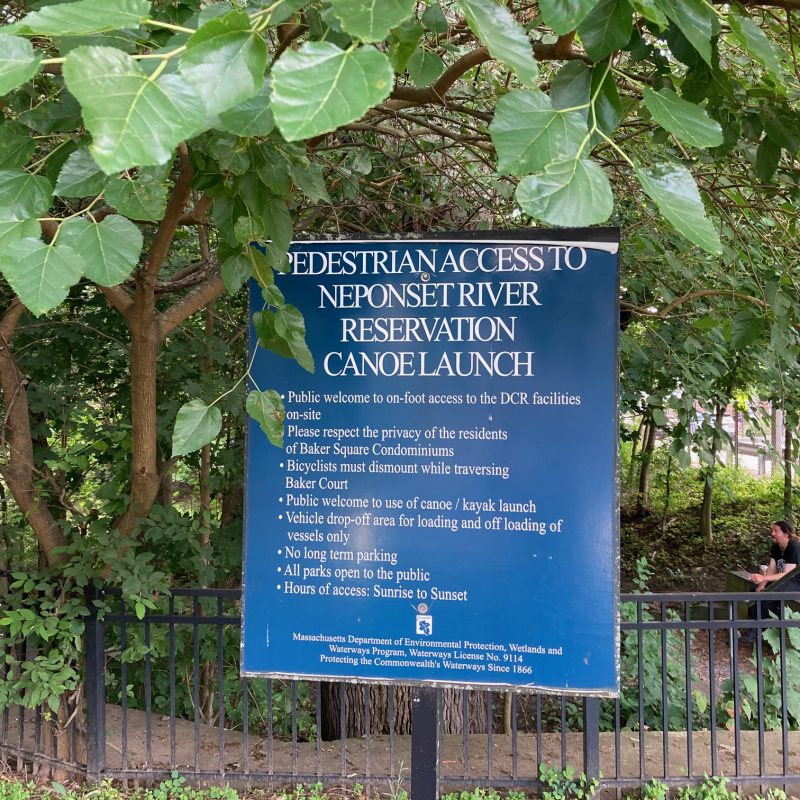 PEDESTRIAN ACCESS TO
NEPONSET RIVER
RESERVATION
CANOE LAUNCH
• Public welcome to on-foot access to the DCR facilities
on-site
• Please respect the privacy of the residents
of Baker Square Condominiums
• Bicyclists must dismount while traversing
Baker Court
• Public welcome to use of canoe / kayak launch
• Vehicle drop-off area for loading and off loading of
vessels only
• No long term parking
• All parks open to the public
• Hours of access: Sunrise to Sunset
Massachusetts Department of Environmental Protection, Wetlands and
Waterways Program, Waterways License No. 9114
Protecting the Commonwealth's Waterways Since 1866